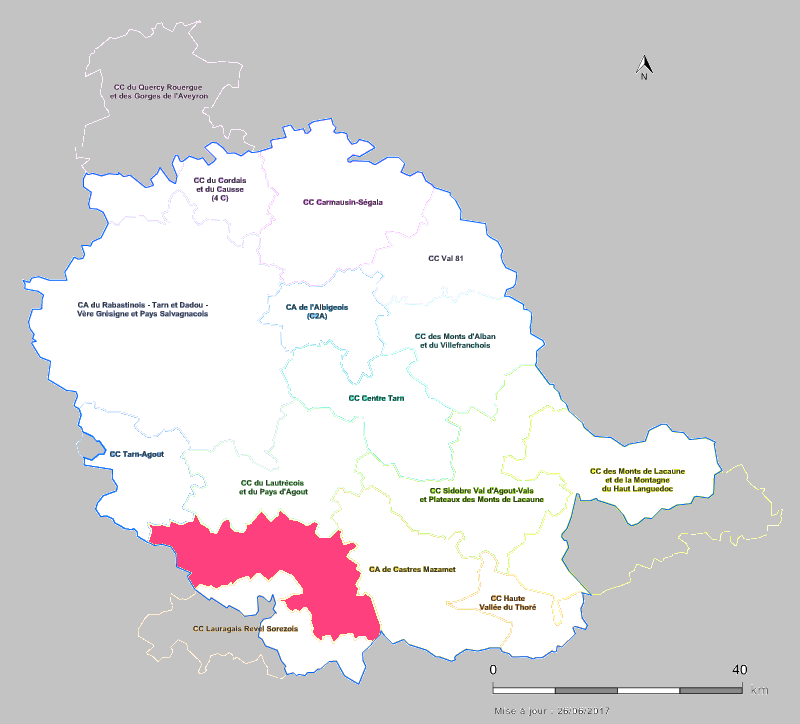 CC du Quercy Rouergue
et des Gorges de l'Aveyron
N
CC du Cordais
et du Causse
(4 C)
CC Carmausin-Ségala
CC Val 81
CA du Rabastinois - Tarn et Dadou -
Vère Grésigne et Pays Salvagnacois
CA de l'Albigeois
(C2A)
CC des Monts d'Alban
et du Villefranchois
CC Centre Tarn
CC Tarn-Agout
CC du Lautrécois
et du Pays d'Agout
CC Sidobre Val d'Agout-Vals
et Plateaux des Monts de Lacaune
CC des Monts de Lacaune
et de la Montagne
du Haut Languedoc
CA de Castres Mazamet
CC Haute
Vallée du Thoré
CC Lauragais Revel Sorezois
0 40
km
Mise à jour : 26/06/2017